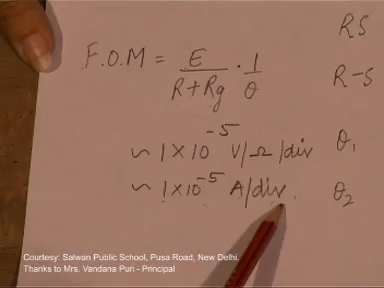 F.O.M = E / R+Rg · 1 / θ
~ 1 × 10⁻⁵ V/Ω/div
~ 1×10⁻⁵ A/div.
RS
R-S
θ₁
θ₂
Courtesy: Salwan Public School, Pusa Road, New Delhi.
Thanks to Mrs. Vandana Puri - Principal